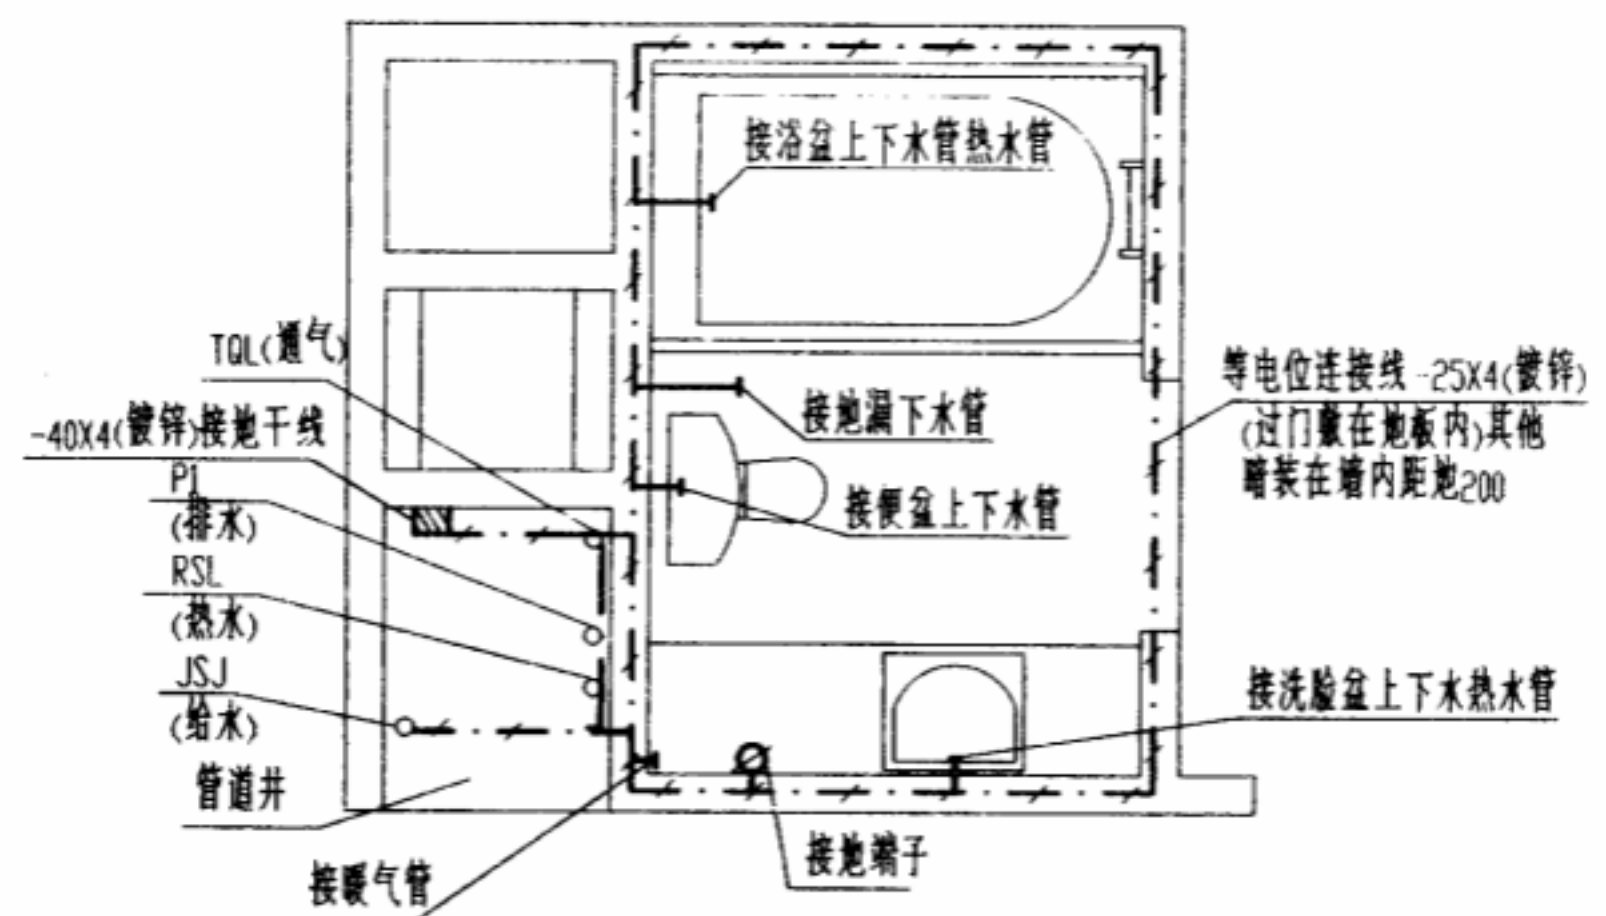 接浴盆上下水管热水管
TQL(通气)
等电位连接线 -25X4(镀锌)
(过门敷在地板内)其他
暗装在墙内距地200
接地漏下水管
-40X4(镀锌)接地干线
P1
(排水)
接便盆上下水管
RSL
(热水)
JSJ
(给水)
接洗脸盆上下水热水管
管道井
接地端子
接暖气管